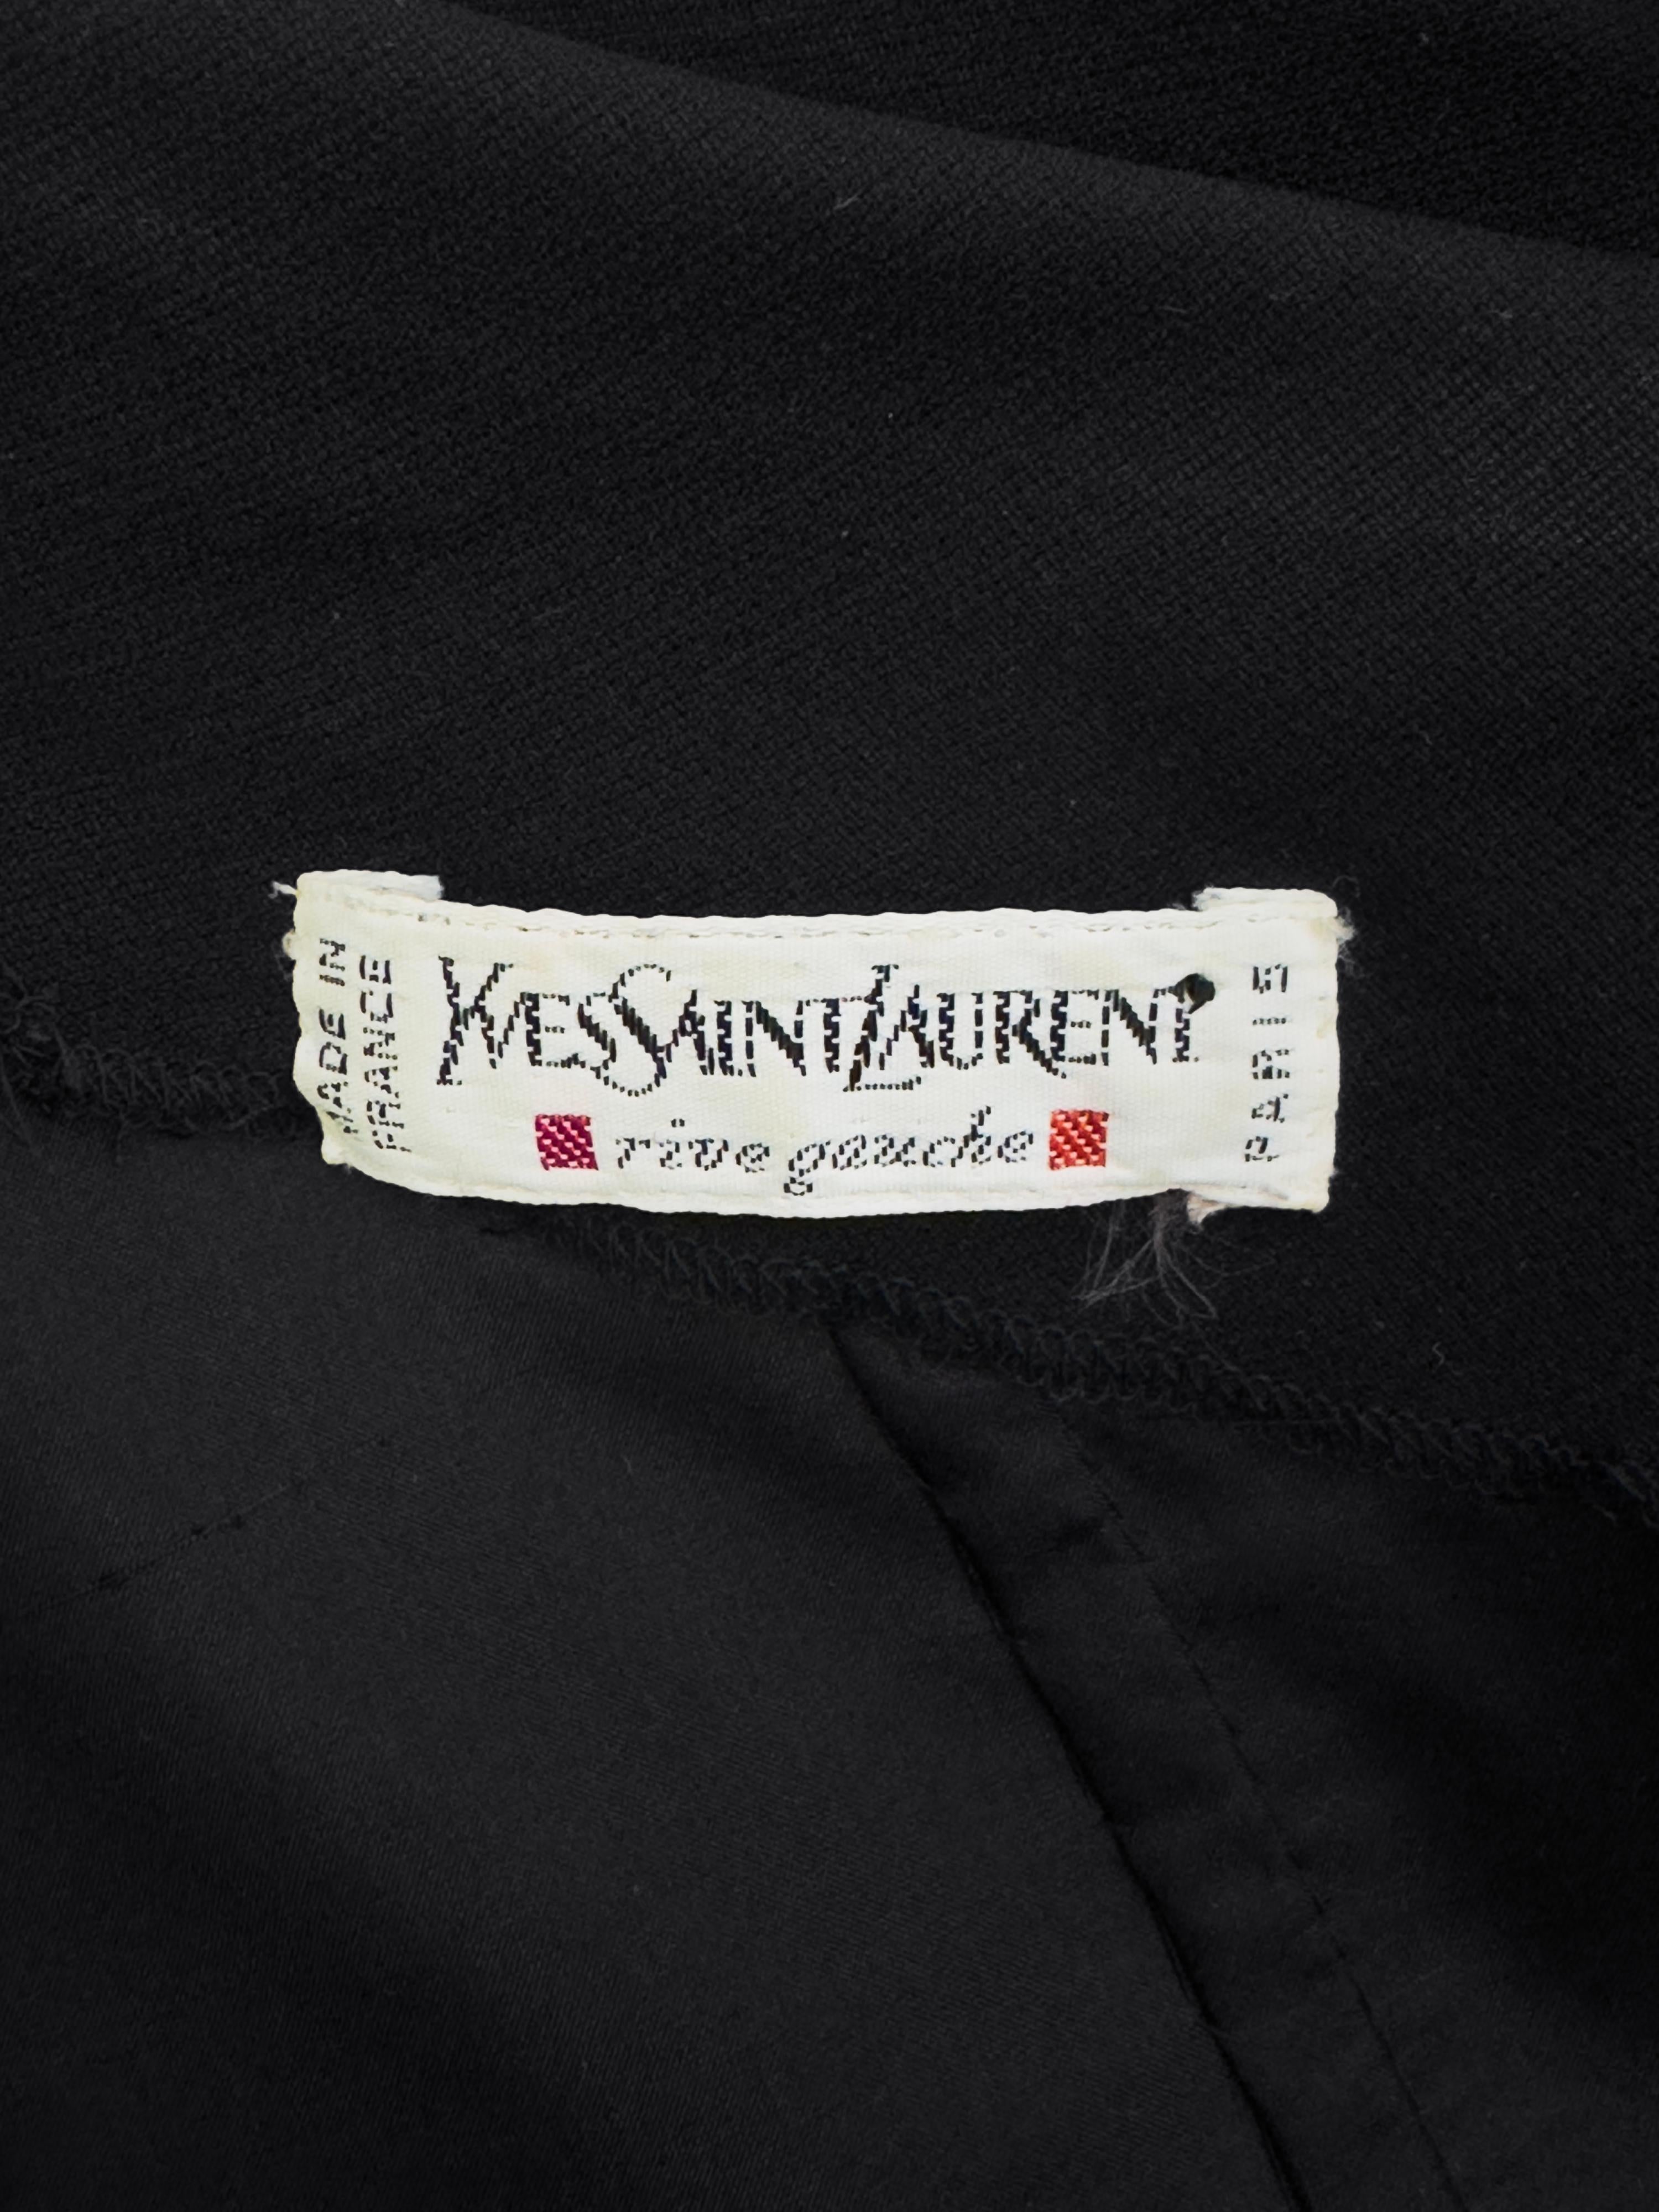 MADE IN
FRANCE
YVESSAINTLAURENT
rive gauche
PARIS